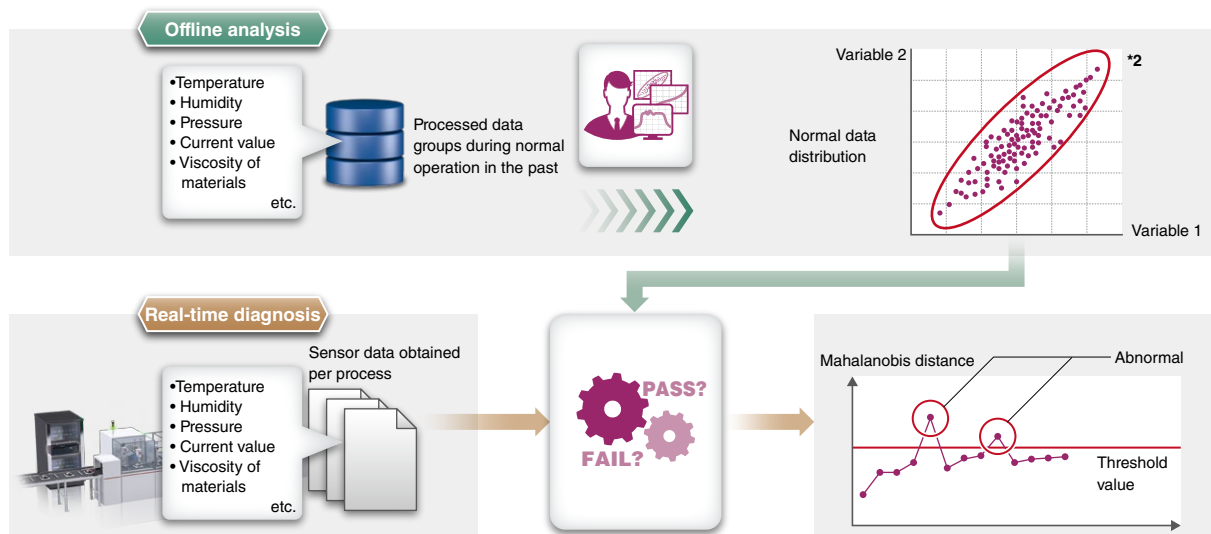 Offline analysis
•Temperature
• Humidity
• Pressure
• Current value
• Viscosity of
materials
etc.
Processed data
groups during normal
operation in the past
Normal data
distribution
Variable 2
*2
Variable 1
Real-time diagnosis
•Temperature
• Humidity
• Pressure
• Current value
• Viscosity of
materials
etc.
Sensor data obtained
per process
PASS?
FAIL?
Mahalanobis distance
Abnormal
Threshold
value